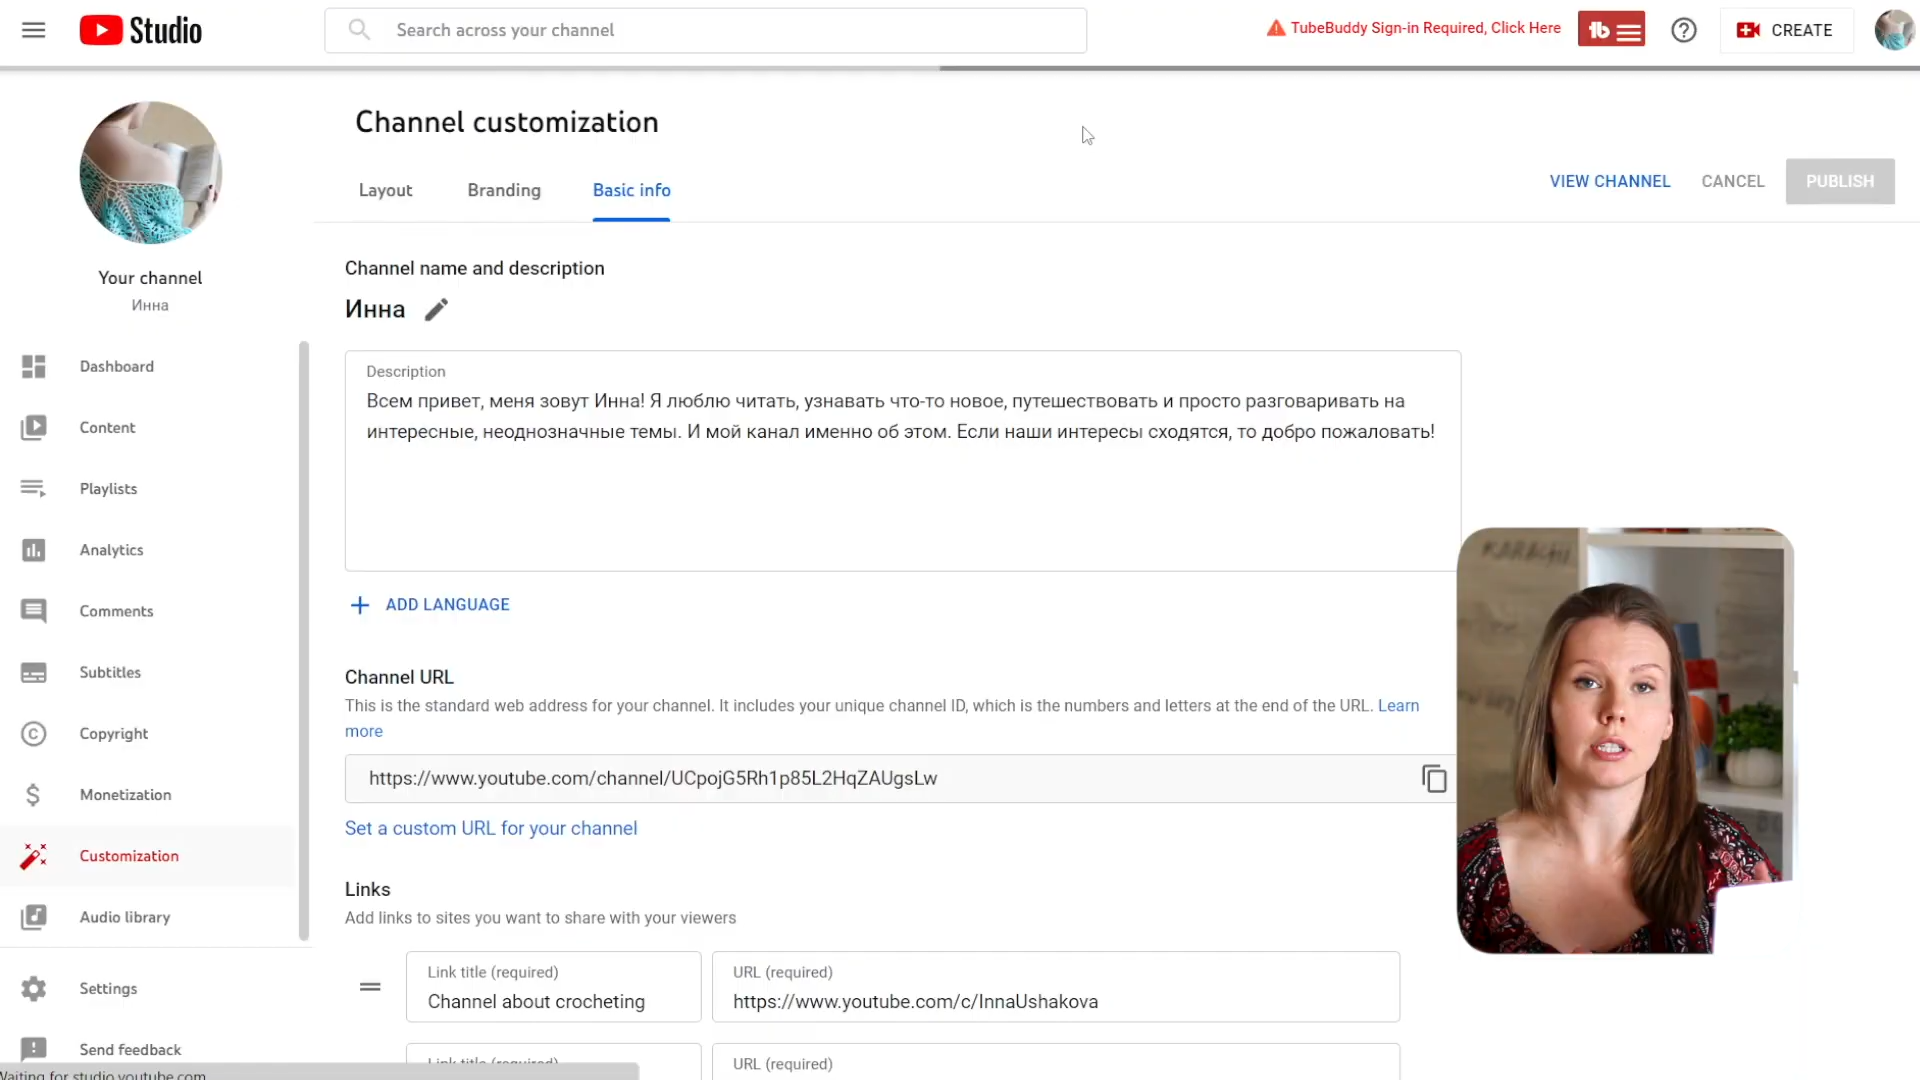 Studio
Search across your channel
TubeBuddy Sign-in Required, Click Here
tb
CREATE
Channel customization
Layout
Branding
Basic info
VIEW CHANNEL
CANCEL
PUBLISH
Your channel
Инна
Dashboard
Content
Playlists
Analytics
Comments
Subtitles
Copyright
Monetization
Customization
Audio library
Settings
Send feedback
Channel name and description
Инна
Description
Всем привет, меня зовут Инна! Я люблю читать, узнавать что-то новое, путешествовать и просто разговаривать на
интересные, неоднозначные темы. И мой канал именно об этом. Если наши интересы сходятся, то добро пожаловать!
ADD LANGUAGE
Channel URL
This is the standard web address for your channel. It includes your unique channel ID, which is the numbers and letters at the end of the URL. Learn
more
https://www.youtube.com/channel/UCpojG5Rh1p85L2HqZAUgsLw
Set a custom URL for your channel
KARACHI
Links
Add links to sites you want to share with your viewers
Link title (required)
Channel about crocheting
URL (required)
https://www.youtube.com/c/InnaUshakova
Link title (required)
URL (required)
Waiting for studio.youtube.com